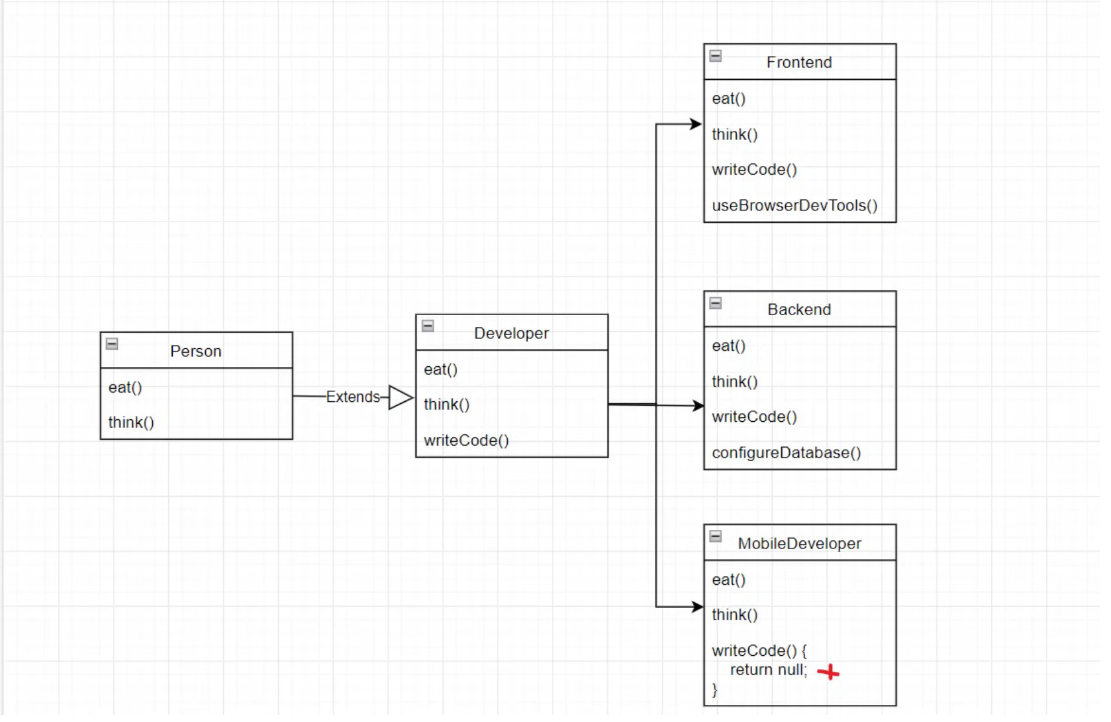 Person
eat()
think()
Extends
Developer
eat()
think()
writeCode()
Frontend
eat()
think()
writeCode()
useBrowserDevTools()
Backend
eat()
think()
writeCode()
configureDatabase()
MobileDeveloper
eat()
think()
writeCode() {
return null;
}